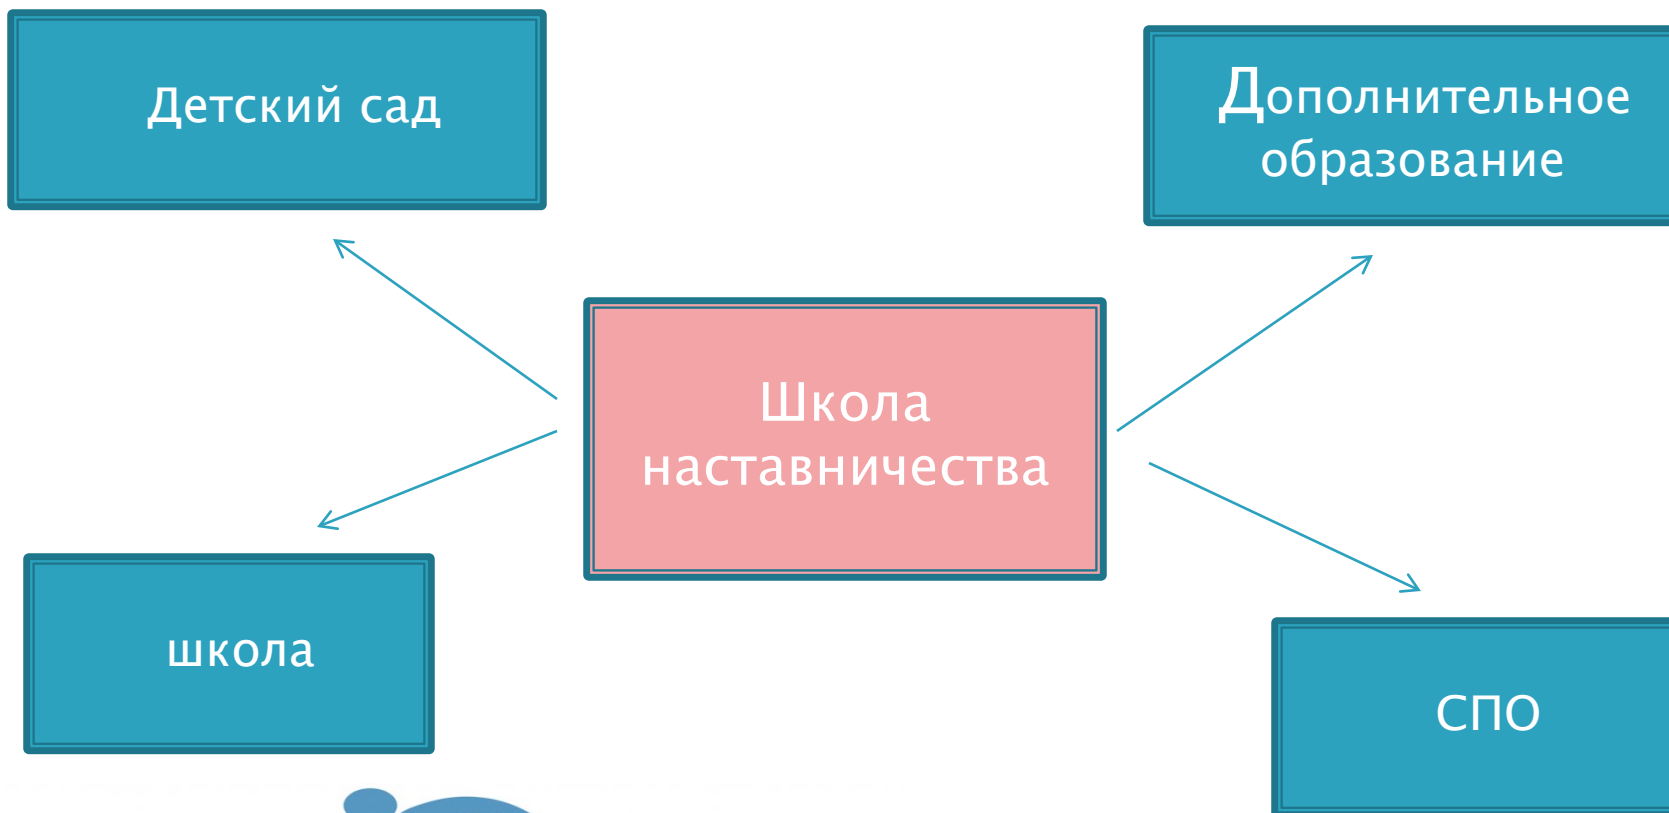 Детский сад
Дополнительное
образование
Школа
наставничества
школа
СПО